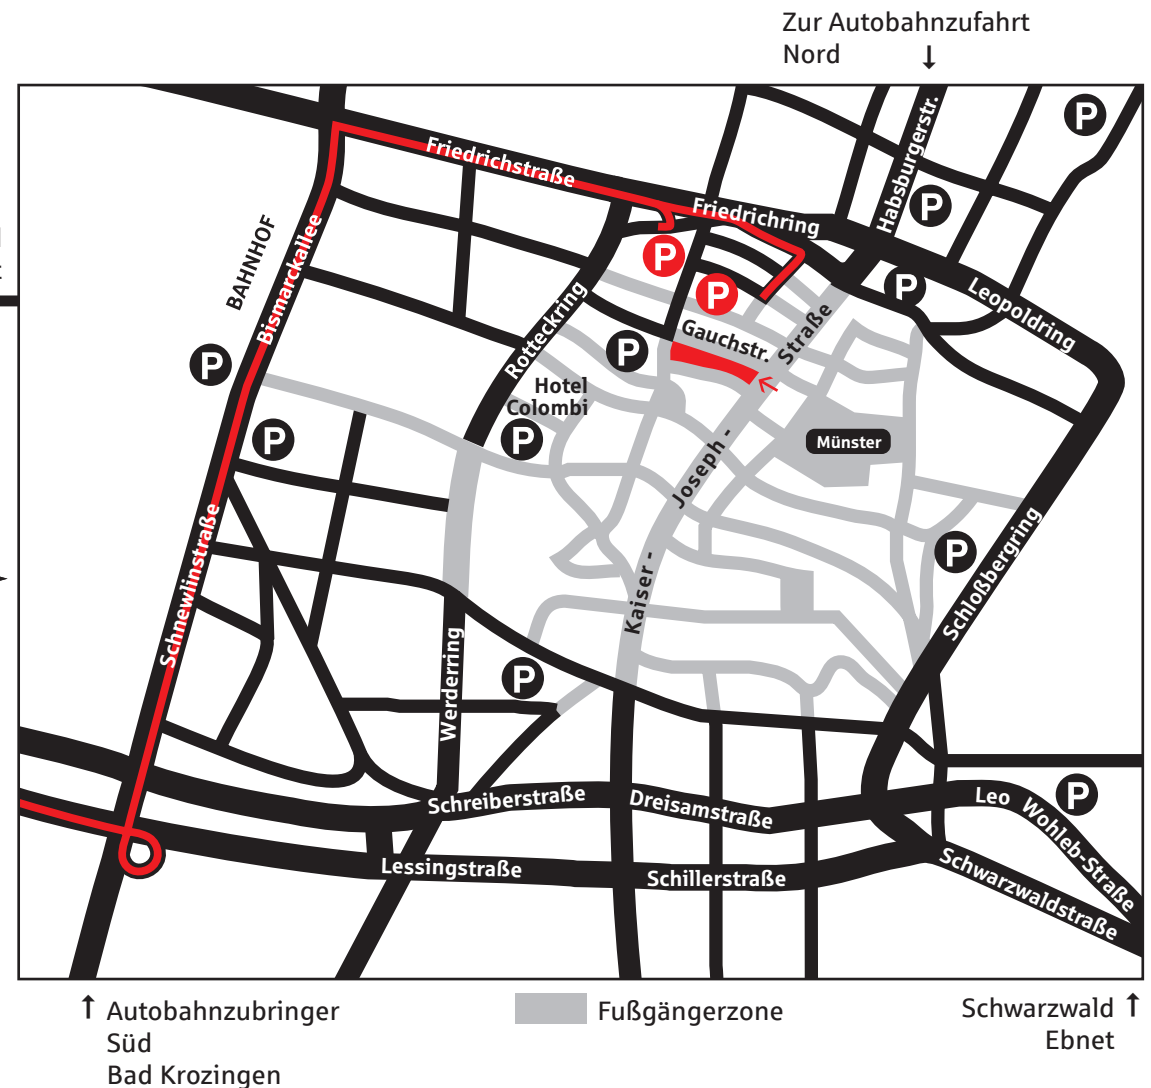 Zur Autobahnzufahrt
Nord
↓
P
Habsburgerstr.
P
Friedrichstraße
Friedrichring
BAHNHOF
Bismarckallee
P
P
P
Leopoldring
Rotteckring
Gauchstr.
Straße
P
P
Hotel
Colombi
P
P
Münster
Joseph -
Schnewlinstraße
Kaiser -
P
Schloßbergring
Werderring
P
Schreiberstraße
Dreisamstraße
Leo
Wohleb-Straße
P
Lessingstraße
Schillerstraße
Schwarzwaldstraße
↑ Autobahnzubringer
Süd
Bad Krozingen
Fußgängerzone
Schwarzwald ↑
Ebnet